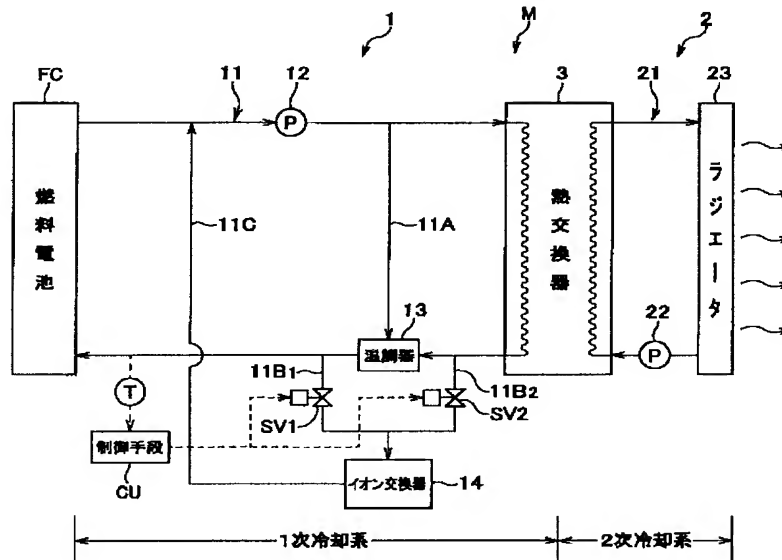 1
M
2
FC
11
12
3
21
23
P
燃料電池
11C
11A
熱交換器
ラジエータ
13
温調器
22
P
11B1
11B2
T
SV1
SV2
制御手段
CU
イオン交換器
14
1次冷却系
2次冷却系